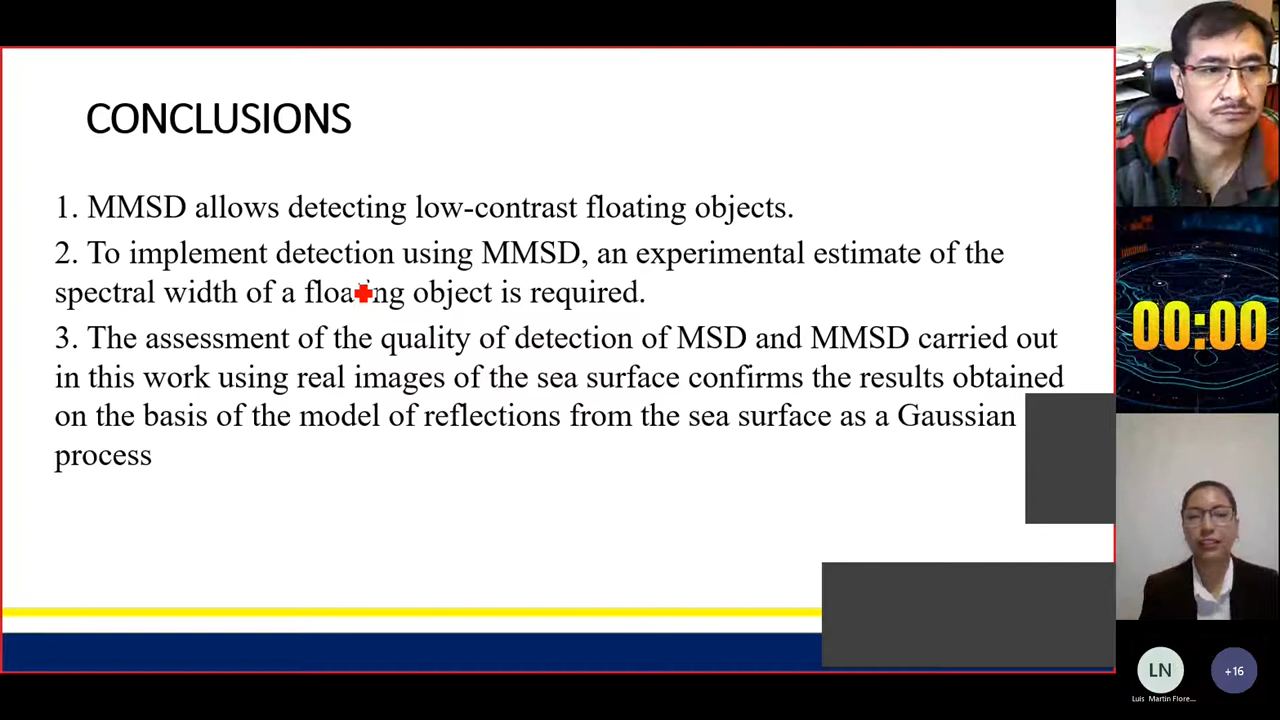 CONCLUSIONS
1. MMSD allows detecting low-contrast floating objects.
2. To implement detection using MMSD, an experimental estimate of the
spectral width of a floating object is required.
3. The assessment of the quality of detection of MSD and MMSD carried out
in this work using real images of the sea surface confirms the results obtained
on the basis of the model of reflections from the sea surface as a Gaussian
process
00:00
LN
+16
Luis Martin Flore...